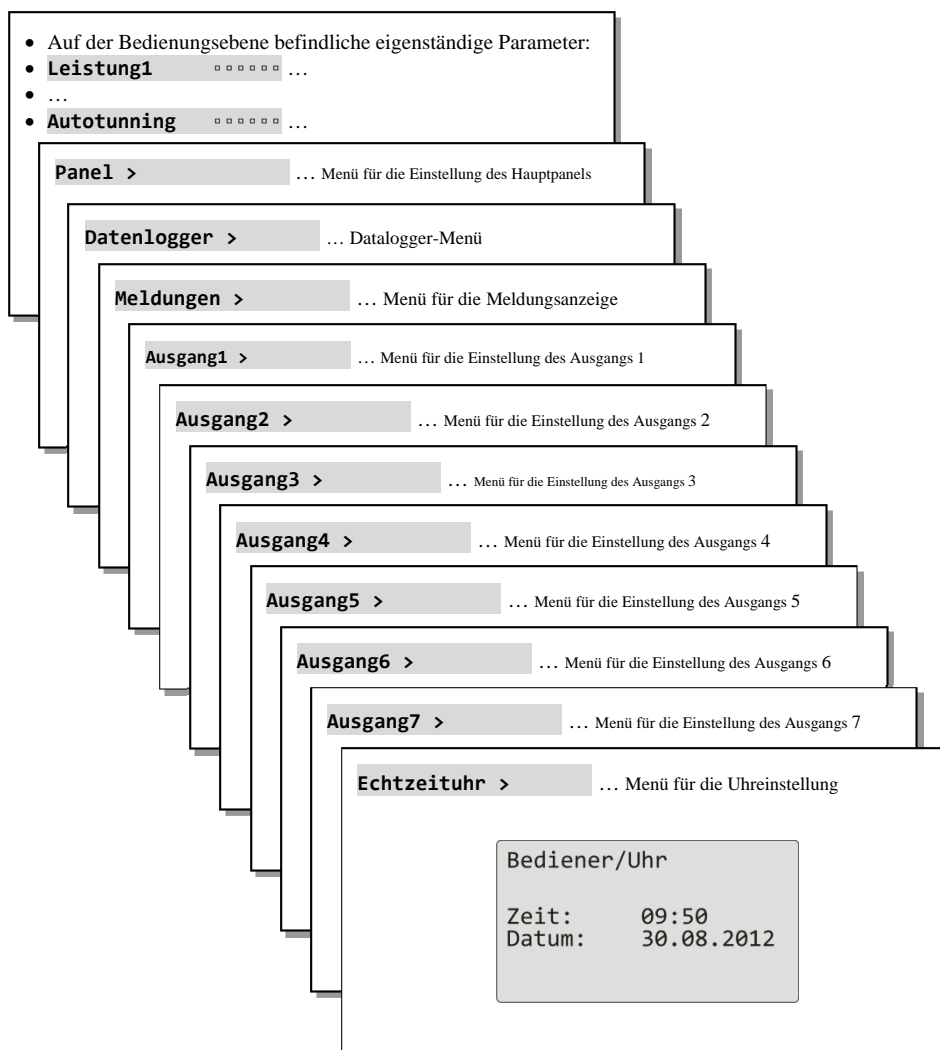 • Auf der Bedienungsebene befindliche eigenständige Parameter:
• Leistung1 ▫▫▫▫▫▫ …
• …
• Autotunning ▫▫▫▫▫▫ …
Panel > … Menü für die Einstellung des Hauptpanels
Datenlogger > … Datalogger-Menü
Meldungen > … Menü für die Meldungsanzeige
Ausgang1 > … Menü für die Einstellung des Ausgangs 1
Ausgang2 > … Menü für die Einstellung des Ausgangs 2
Ausgang3 > … Menü für die Einstellung des Ausgangs 3
Ausgang4 > … Menü für die Einstellung des Ausgangs 4
Ausgang5 > … Menü für die Einstellung des Ausgangs 5
Ausgang6 > … Menü für die Einstellung des Ausgangs 6
Ausgang7 > … Menü für die Einstellung des Ausgangs 7
Echtzeituhr > … Menü für die Uhreinstellung
Bediener/Uhr
Zeit: 09:50
Datum: 30.08.2012